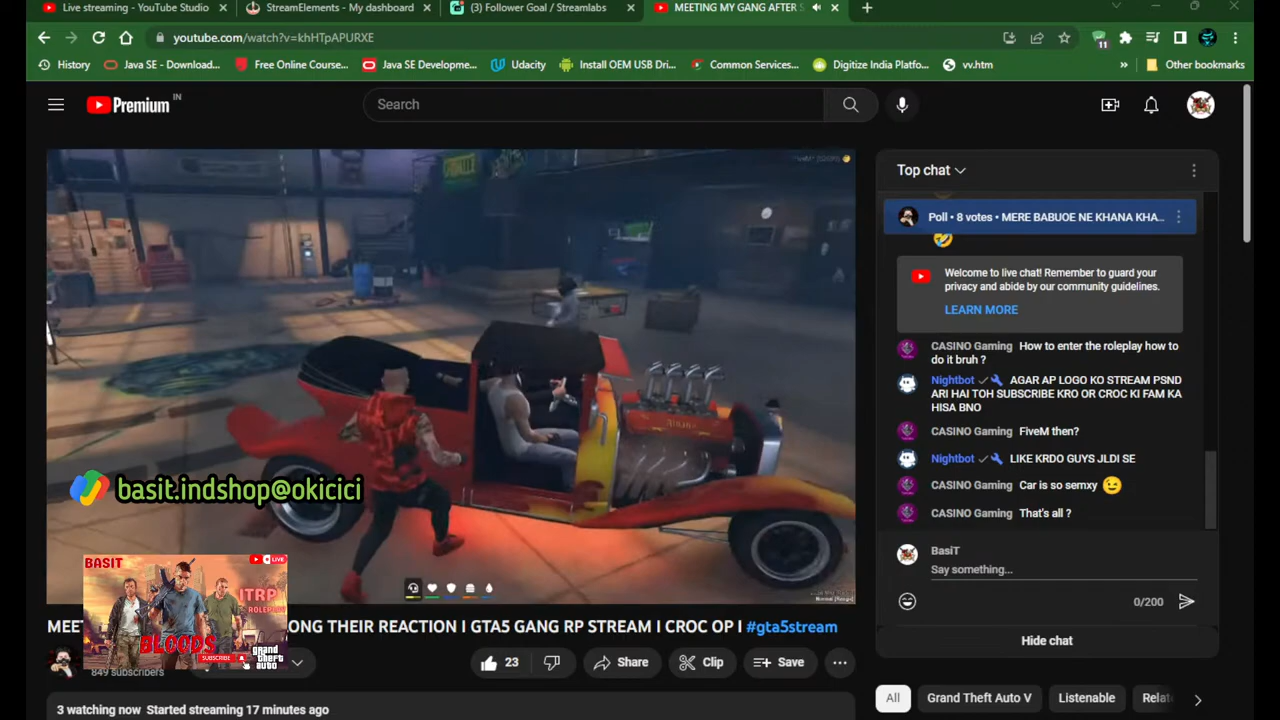 Live streaming - YouTube Studio
StreamElements - My dashboard
(3) Follower Goal / Streamlabs
MEETING MY GANG AFTER S
youtube.com/watch?v=khHTpAPURXE
11
History
Java SE - Download...
Free Online Course...
Java SE Developme...
Udacity
Install OEM USB Driv...
Common Services...
Digitize India Platfo...
vv.htm
»
Other bookmarks
Premium IN
Search
Top chat
Poll • 8 votes • MERE BABUOE NE KHANA KHA...
Welcome to live chat! Remember to guard your
privacy and abide by our community guidelines.
LEARN MORE
CASINO Gaming How to enter the roleplay how to
do it bruh ?
Nightbot AGAR AP LOGO KO STREAM PSND
ARI HAI TOH SUBSCRIBE KRO OR CROC KI FAM KA
HISA BNO
CASINO Gaming FiveM then?
Nightbot LIKE KRDO GUYS JLDI SE
CASINO Gaming Car is so semxy
CASINO Gaming That's all ?
BasiT
Say something...
0/200
Hide chat
basit.indshop@okicici
BASIT
LIVE
ITRP
ROLEPLAY
BLOODS
SUBSCRIBE
grand
theft
auto
MEET
ONG THEIR REACTION I GTA5 GANG RP STREAM I CROC OP I #gta5stream
849 subscribers
23
Share
Clip
Save
3 watching now Started streaming 17 minutes ago
All
Grand Theft Auto V
Listenable
Relat